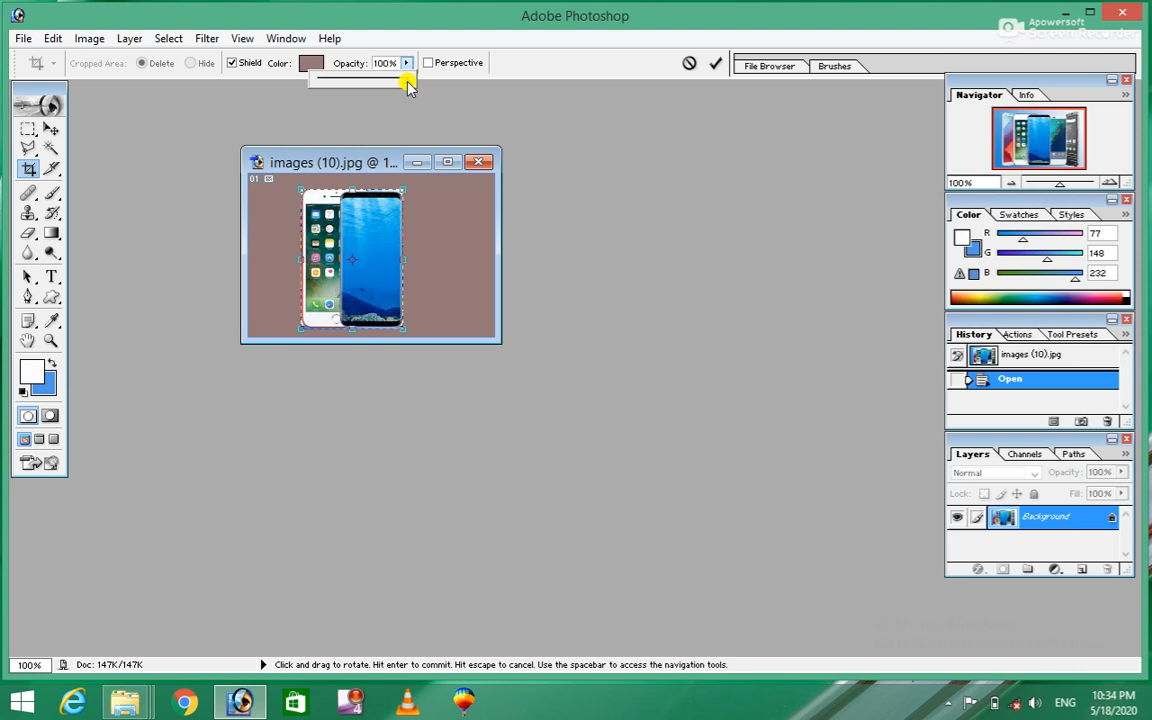 Adobe Photoshop
Apowersoft
Screen Recorder
File Edit Image Layer Select Filter View Window Help
Cropped Area: Delete Hide Shield Color: Opacity: 100% Perspective
File Browser Brushes
Navigator Info
100%
images (10).jpg @ 1...
01
Color Swatches Styles
R 77
G 148
B 232
History Actions Tool Presets
images (10).jpg
Open
Layers Channels Paths
Normal Opacity: 100%
Lock: Fill: 100%
Background
100% Doc: 147K/147K Click and drag to rotate. Hit enter to commit. Hit escape to cancel. Use the spacebar to access the navigation tools.
ENG
10:34 PM
5/18/2020